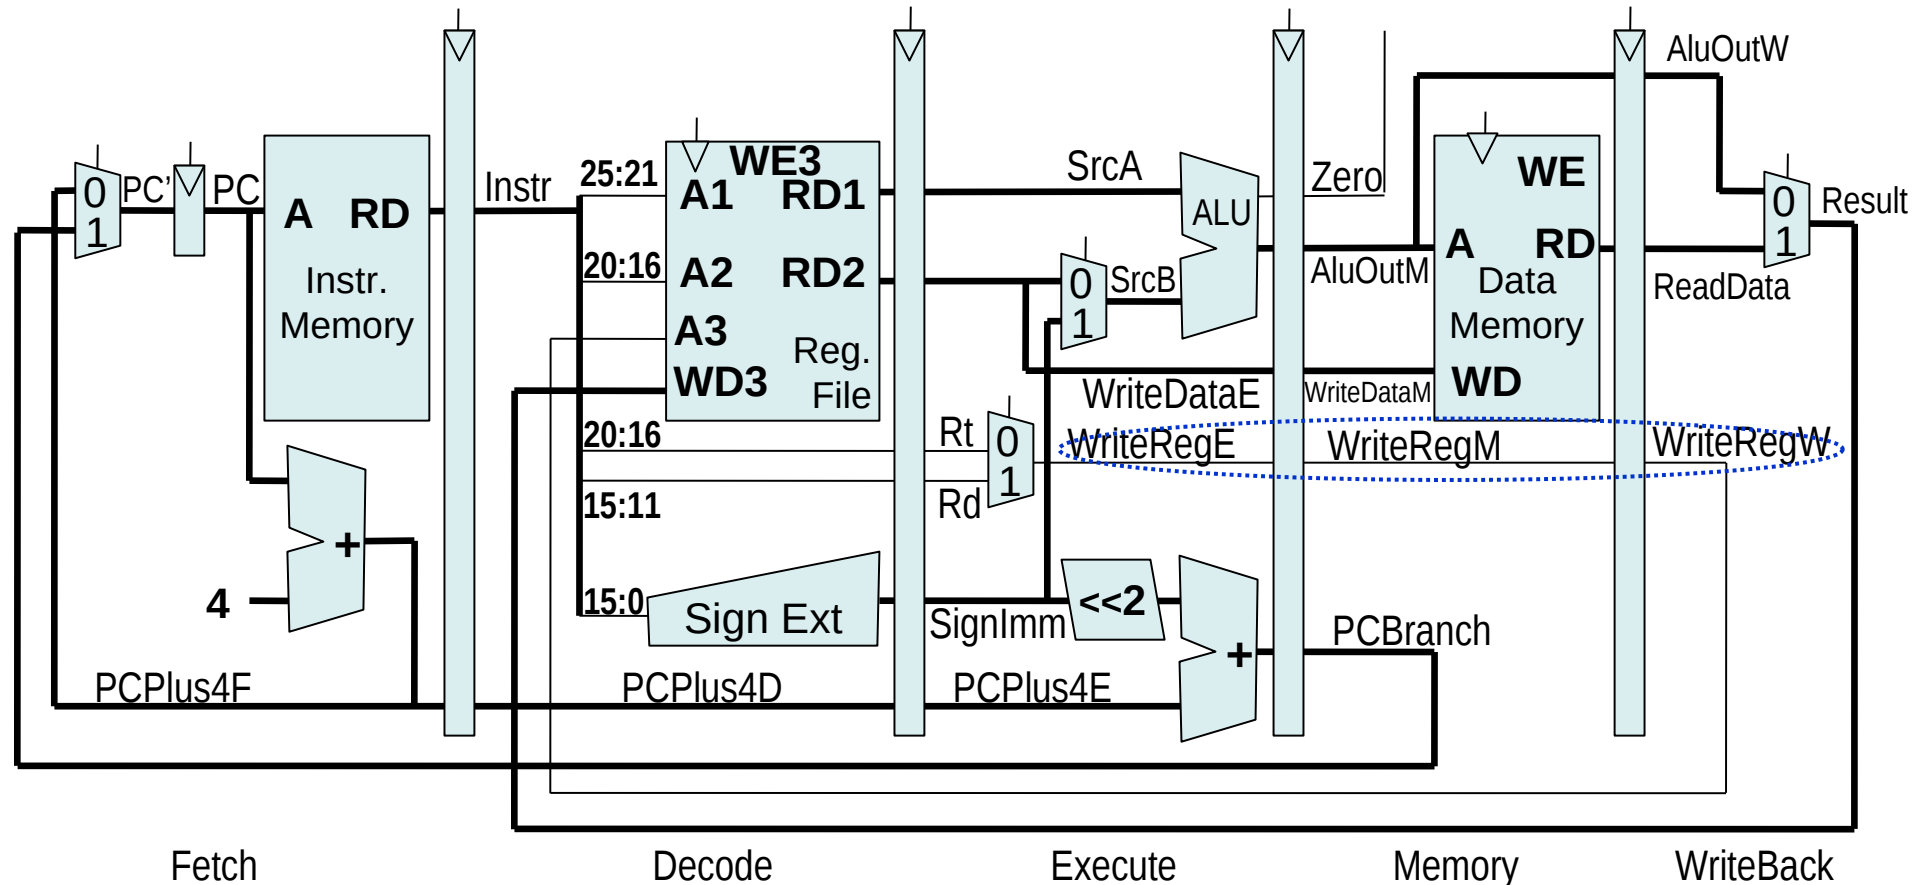 AluOutW
0
1
PC’
PC
A RD
Instr.
Memory
Instr
25:21
20:16
WE3
A1 RD1
A2 RD2
A3
WD3
Reg.
File
20:16
15:11
15:0
Sign Ext
SrcA
ALU
Zero
0
1
SrcB
AluOutM
WE
A RD
Data
Memory
WD
0
1
Result
ReadData
WriteDataE
WriteDataM
Rt
Rd
0
1
WriteRegE
WriteRegM
WriteRegW
+
4
SignImm
<<2
+
PCBranch
PCPlus4F
PCPlus4D
PCPlus4E
Fetch
Decode
Execute
Memory
WriteBack